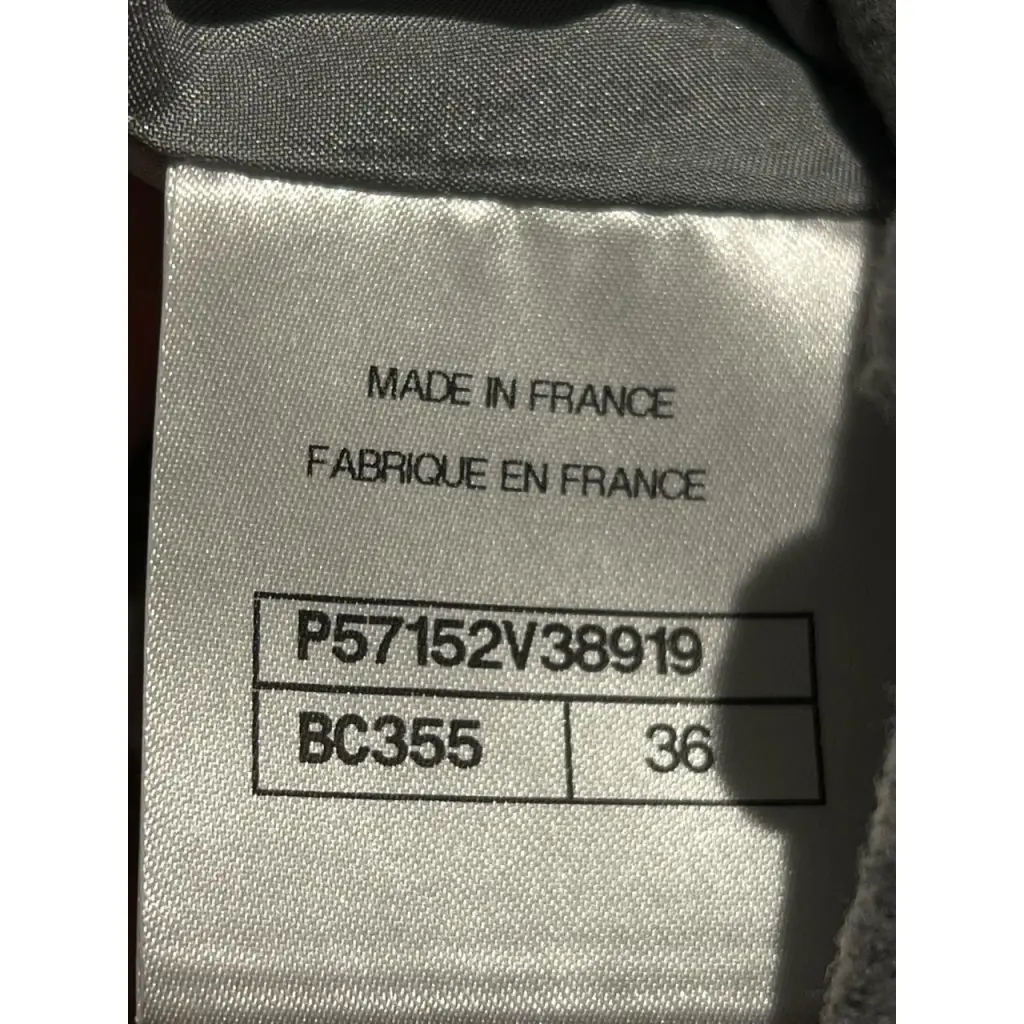 MADE IN FRANCE
FABRIQUE EN FRANCE
P57152V38919
BC355 36